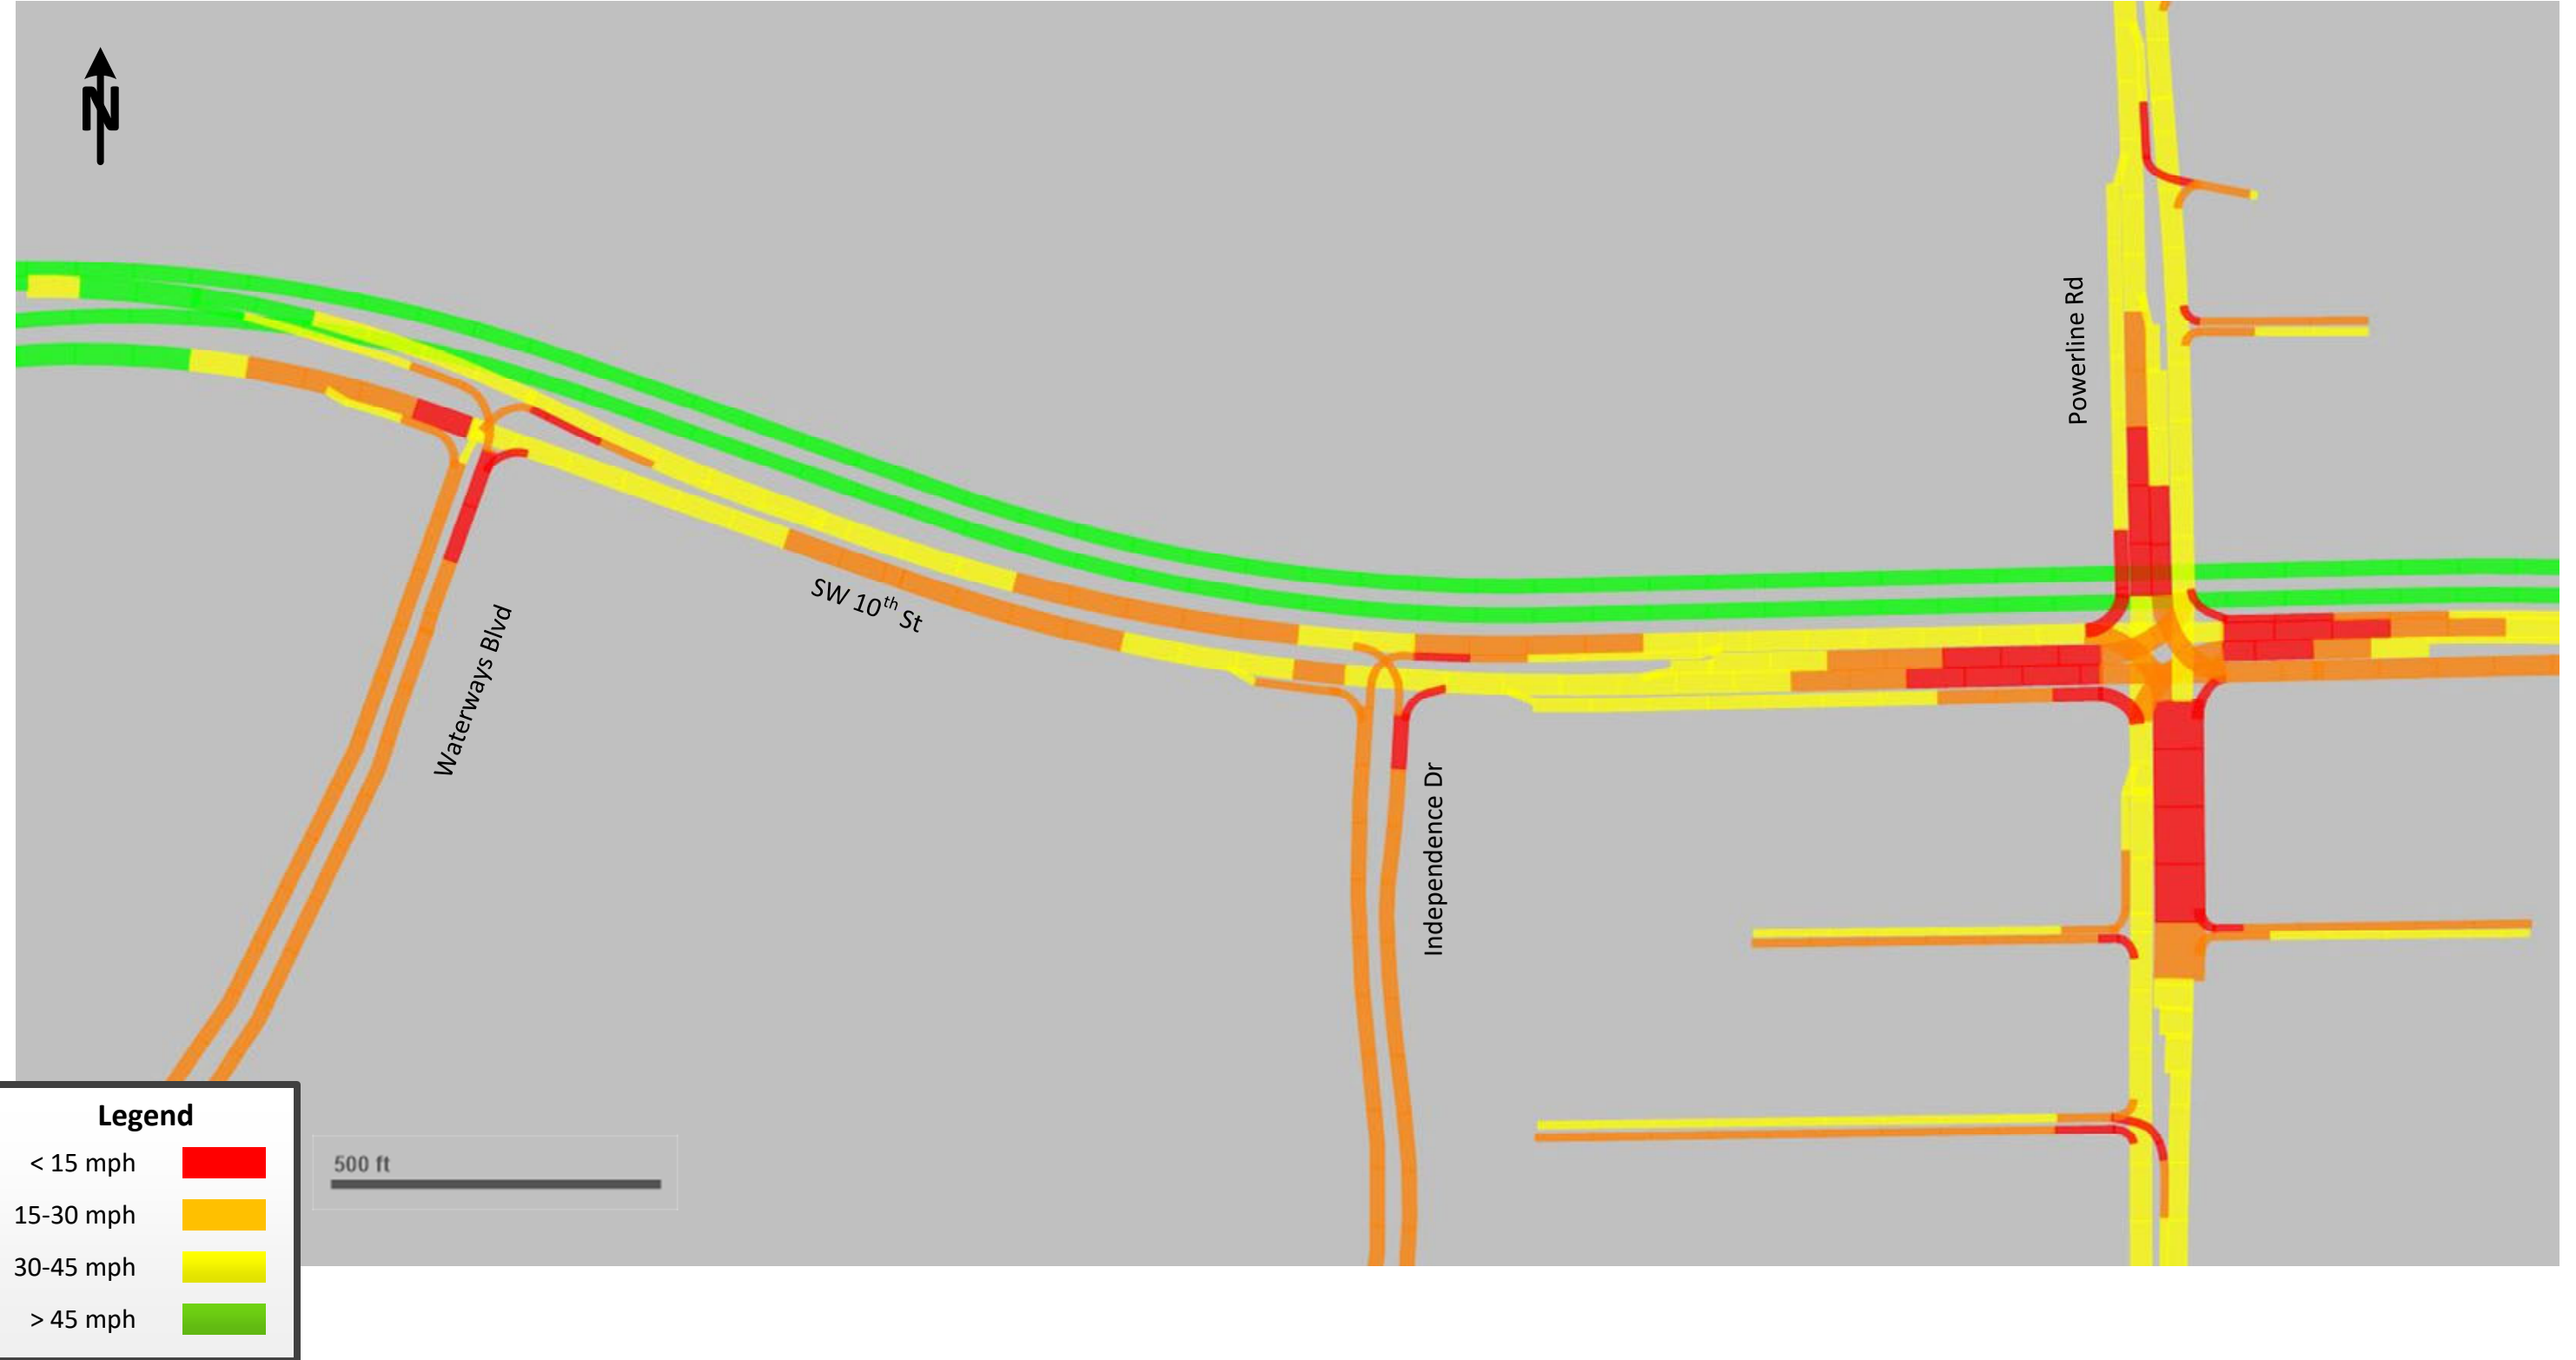 N
Powerline Rd
SW 10th St
Waterways Blvd
Independence Dr
Legend
< 15 mph
15-30 mph
30-45 mph
> 45 mph
500 ft